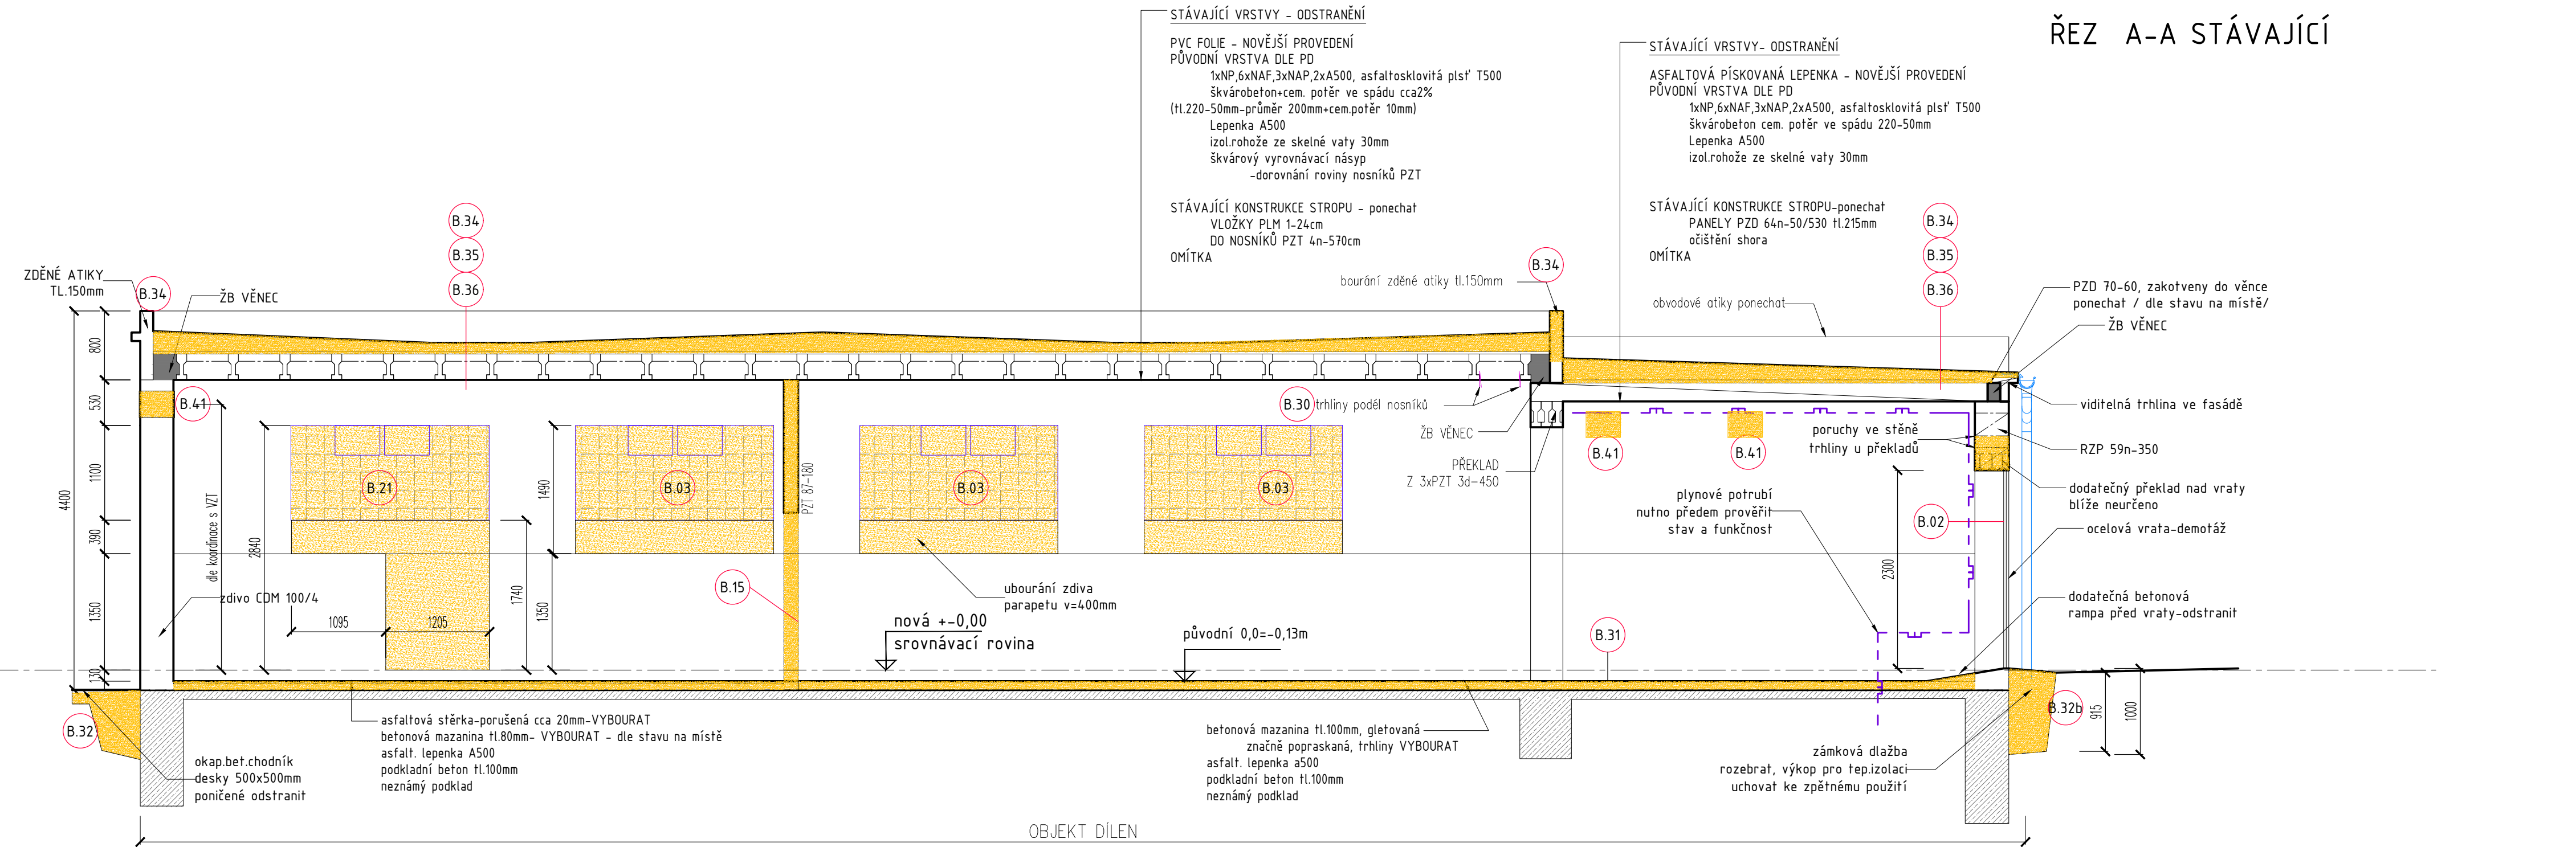 ŘEZ A-A STÁVAJÍCÍ
STÁVAJÍCÍ VRSTVY - ODSTRANĚNÍ
PVC FOLIE - NOVĚJŠÍ PROVEDENÍ
PŮVODNÍ VRSTVA DLE PD
1xNP,6xNAF,3xNAP,2xA500, asfaltosklovitá plsť T500
škvárobeton+cem. potěr ve spádu cca2%
(tl.220-50mm-průměr 200mm+cem.potěr 10mm)
Lepenka A500
izol.rohože ze skelné vaty 30mm
škvárový vyrovnávací násyp
-dorovnání roviny nosníků PZT
STÁVAJÍCÍ KONSTRUKCE STROPU - ponechat
VLOŽKY PLM 1-24cm
DO NOSNÍKŮ PZT 4n-570cm
OMÍTKA
STÁVAJÍCÍ VRSTVY- ODSTRANĚNÍ
ASFALTOVÁ PÍSKOVANÁ LEPENKA - NOVĚJŠÍ PROVEDENÍ
PŮVODNÍ VRSTVA DLE PD
1xNP,6xNAF,3xNAP,2xA500, asfaltosklovitá plsť T500
škvárobeton cem. potěr ve spádu 220-50mm
Lepenka A500
izol.rohože ze skelné vaty 30mm
STÁVAJÍCÍ KONSTRUKCE STROPU-ponechat
PANELY PZD 64n-50/530 tl.215mm
očištění shora
OMÍTKA
B.34
B.35
B.36
B.34
B.35
B.36
ZDĚNÉ ATIKY
TL.150mm
B.34
ŽB VĚNEC
B.34
bourání zděné atiky tl.150mm
obvodové atiky ponechat
PZD 70-60, zakotveny do věnce
ponechat / dle stavu na místě/
ŽB VĚNEC
B.41
B.30
trhliny podél nosníků
ŽB VĚNEC
PŘEKLAD
Z 3xPZT 3d-450
B.41
B.41
viditelná trhlina ve fasádě
poruchy ve stěně
trhliny u překladů
RZP 59n-350
dodatečný překlad nad vraty
blíže neurčeno
ocelová vrata-demotáž
B.02
plynové potrubí
nutno předem prověřit
stav a funkčnost
B.21
B.03
B.03
B.03
PZT 87-180
B.15
ubourání zdiva
parapetu v=400mm
nová +-0,00
srovnávací rovina
původní 0,0=-0,13m
B.31
dodatečná betonová
rampa před vraty-odstranit
zdivo CDM 100/4
dle koordinace s VZT
4400
800
530
1100
390
1350
130
2840
1740
1490
1350
1095
1205
2300
915
1000
B.32
B.32b
okap.bet.chodník
desky 500x500mm
poničené odstranit
asfaltová stěrka-porušená cca 20mm-VYBOURAT
betonová mazanina tl.80mm- VYBOURAT - dle stavu na místě
asfalt. lepenka A500
podkladní beton tl.100mm
neznámý podklad
betonová mazanina tl.100mm, gletovaná
značně popraskaná, trhliny VYBOURAT
asfalt. lepenka a500
podkladní beton tl.100mm
neznámý podklad
zámková dlažba
rozebrat, výkop pro tep.izolaci
uchovat ke zpětnému použití
OBJEKT DÍLEN